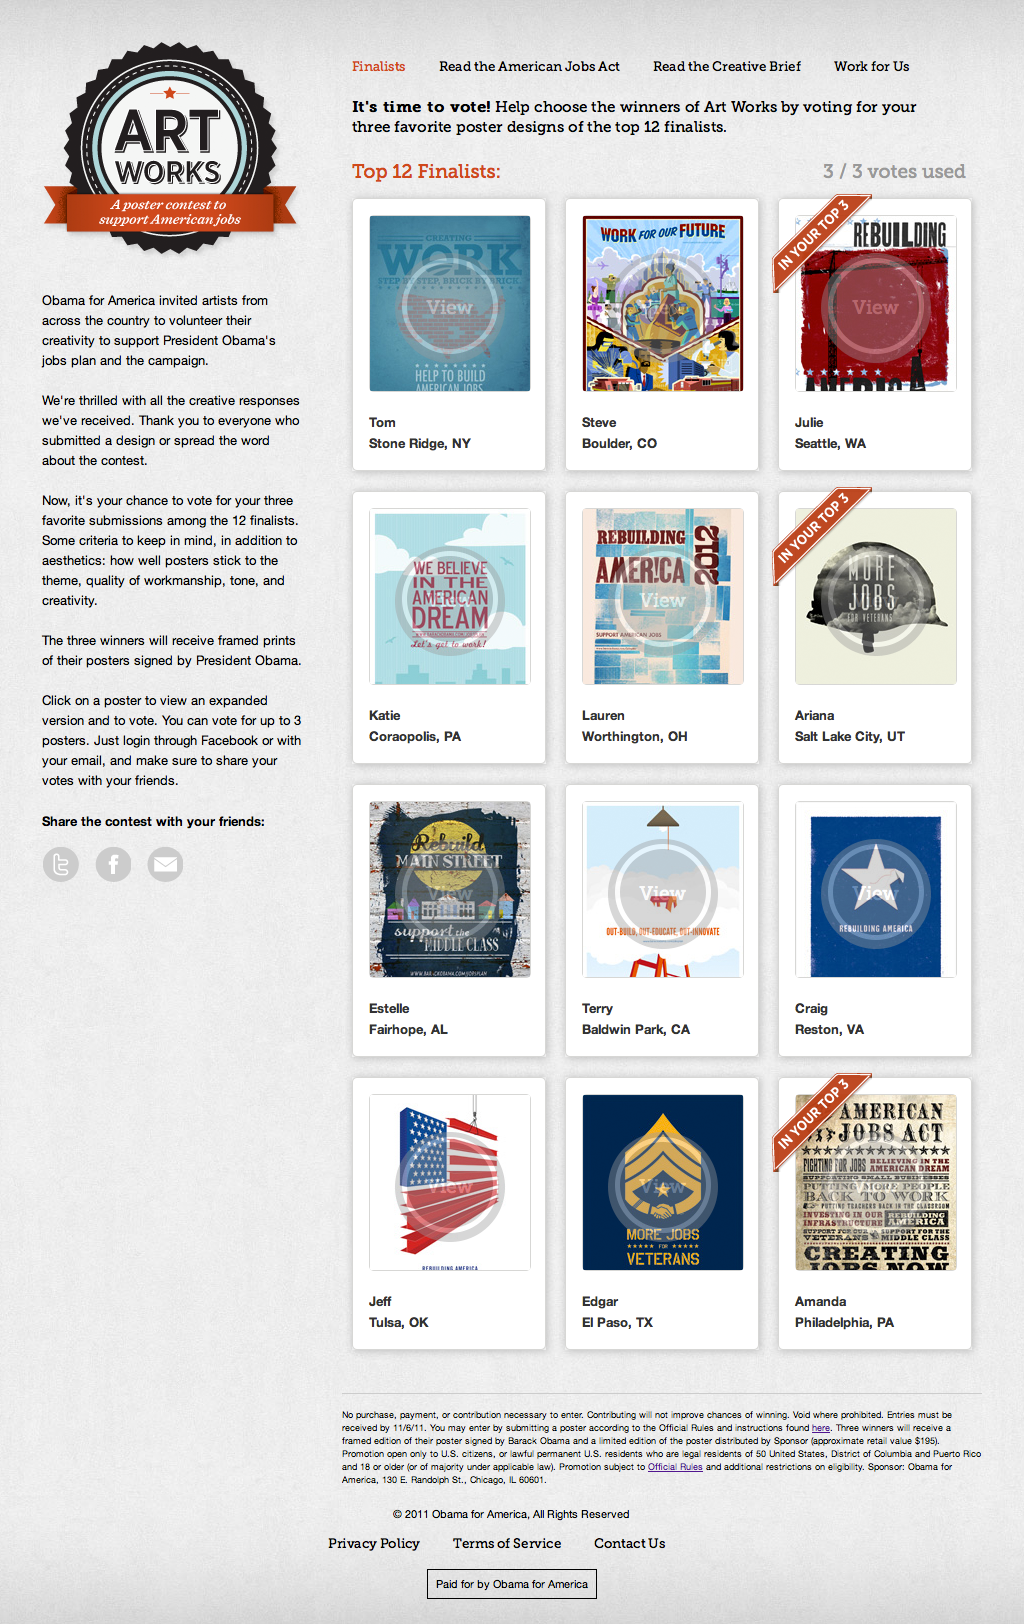 ART
WORKS
A poster contest to
support American jobs
Obama for America invited artists from
across the country to volunteer their
creativity to support President Obama's
jobs plan and the campaign.
We're thrilled with all the creative responses
we've received. Thank you to everyone who
submitted a design or spread the word
about the contest.
Now, it's your chance to vote for your three
favorite submissions among the 12 finalists.
Some criteria to keep in mind, in addition to
aesthetics: how well posters stick to the
theme, quality of workmanship, tone, and
creativity.
The three winners will receive framed prints
of their posters signed by President Obama.
Click on a poster to view an expanded
version and to vote. You can vote for up to 3
posters. Just login through Facebook or with
your email, and make sure to share your
votes with your friends.
Share the contest with your friends:
Finalists Read the American Jobs Act Read the Creative Brief Work for Us
It's time to vote! Help choose the winners of Art Works by voting for your
three favorite poster designs of the top 12 finalists.
Top 12 Finalists: 3 / 3 votes used
CREATING
WORK
STEP BY STEP, BRICK BY BRICK
View
HELP TO BUILD
AMERICAN JOBS
Tom
Stone Ridge, NY
WORK FOR OUR FUTURE
View
Steve
Boulder, CO
IN YOUR TOP 3
REBUILDING
View
AMERICA
Julie
Seattle, WA
WE BELIEVE
IN THE
AMERICAN
DREAM
Let's get to work!
Katie
Coraopolis, PA
REBUILDING
AMERICA
2012
View
SUPPORT AMERICAN JOBS
Lauren
Worthington, OH
IN YOUR TOP 3
MORE
JOBS
FOR VETERANS
Ariana
Salt Lake City, UT
Rebuild
MAIN STREET
View
support the
MIDDLE CLASS
WWW.BARACKOBAMA.COM/JOBSPLAN
Estelle
Fairhope, AL
View
OUT-BUILD, OUT-EDUCATE, OUT-INNOVATE
Terry
Baldwin Park, CA
View
REBUILDING AMERICA
Craig
Reston, VA
View
REBUILDING AMERICA
Jeff
Tulsa, OK
View
MORE JOBS
FOR
VETERANS
Edgar
El Paso, TX
IN YOUR TOP 3
AMERICAN
JOBS ACT
FIGHTING FOR JOBS BELIEVING IN THE AMERICAN DREAM
SUPPORTING SMALL BUSINESSES
PUTTING MORE PEOPLE
BACK TO WORK
PUTTING TEACHERS BACK IN THE CLASSROOM
INVESTING IN OUR INFRASTRUCTURE REBUILDING AMERICA
SUPPORT FOR OUR VETERANS SUPPORT FOR THE MIDDLE CLASS
CREATING
JOBS NOW
Amanda
Philadelphia, PA
No purchase, payment, or contribution necessary to enter. Contributing will not improve chances of winning. Void where prohibited. Entries must be
received by 11/6/11. You may enter by submitting a poster according to the Official Rules and instructions found here. Three winners will receive a
framed edition of their poster signed by Barack Obama and a limited edition of the poster distributed by Sponsor (approximate retail value $195).
Promotion open only to U.S. citizens, or lawful permanent U.S. residents who are legal residents of 50 United States, District of Columbia and Puerto Rico
and 18 or older (or of majority under applicable law). Promotion subject to Official Rules and additional restrictions on eligibility. Sponsor: Obama for
America, 130 E. Randolph St., Chicago, IL 60601.
© 2011 Obama for America, All Rights Reserved
Privacy Policy Terms of Service Contact Us
Paid for by Obama for America